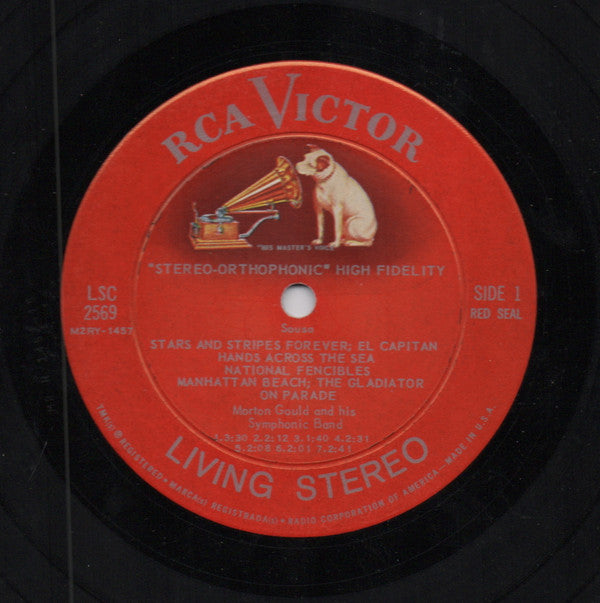 RCA VICTOR
"HIS MASTER'S VOICE"
"STEREO-ORTHOPHONIC" HIGH FIDELITY
LSC
2569
M2RY-1457
SIDE 1
RED SEAL
Sousa
STARS AND STRIPES FOREVER; EL CAPITAN
HANDS ACROSS THE SEA
NATIONAL FENCIBLES
MANHATTAN BEACH; THE GLADIATOR
ON PARADE
Morton Gould and his
Symphonic Band
1.3:30 2.2:12 3.1:40 4.2:31
5.2:08 6.2:01 7.2:41
LIVING STEREO
TMK(s) ® REGISTERED • MARCA(s) REGISTRADA(s) • RADIO CORPORATION OF AMERICA—MADE IN U.S.A.